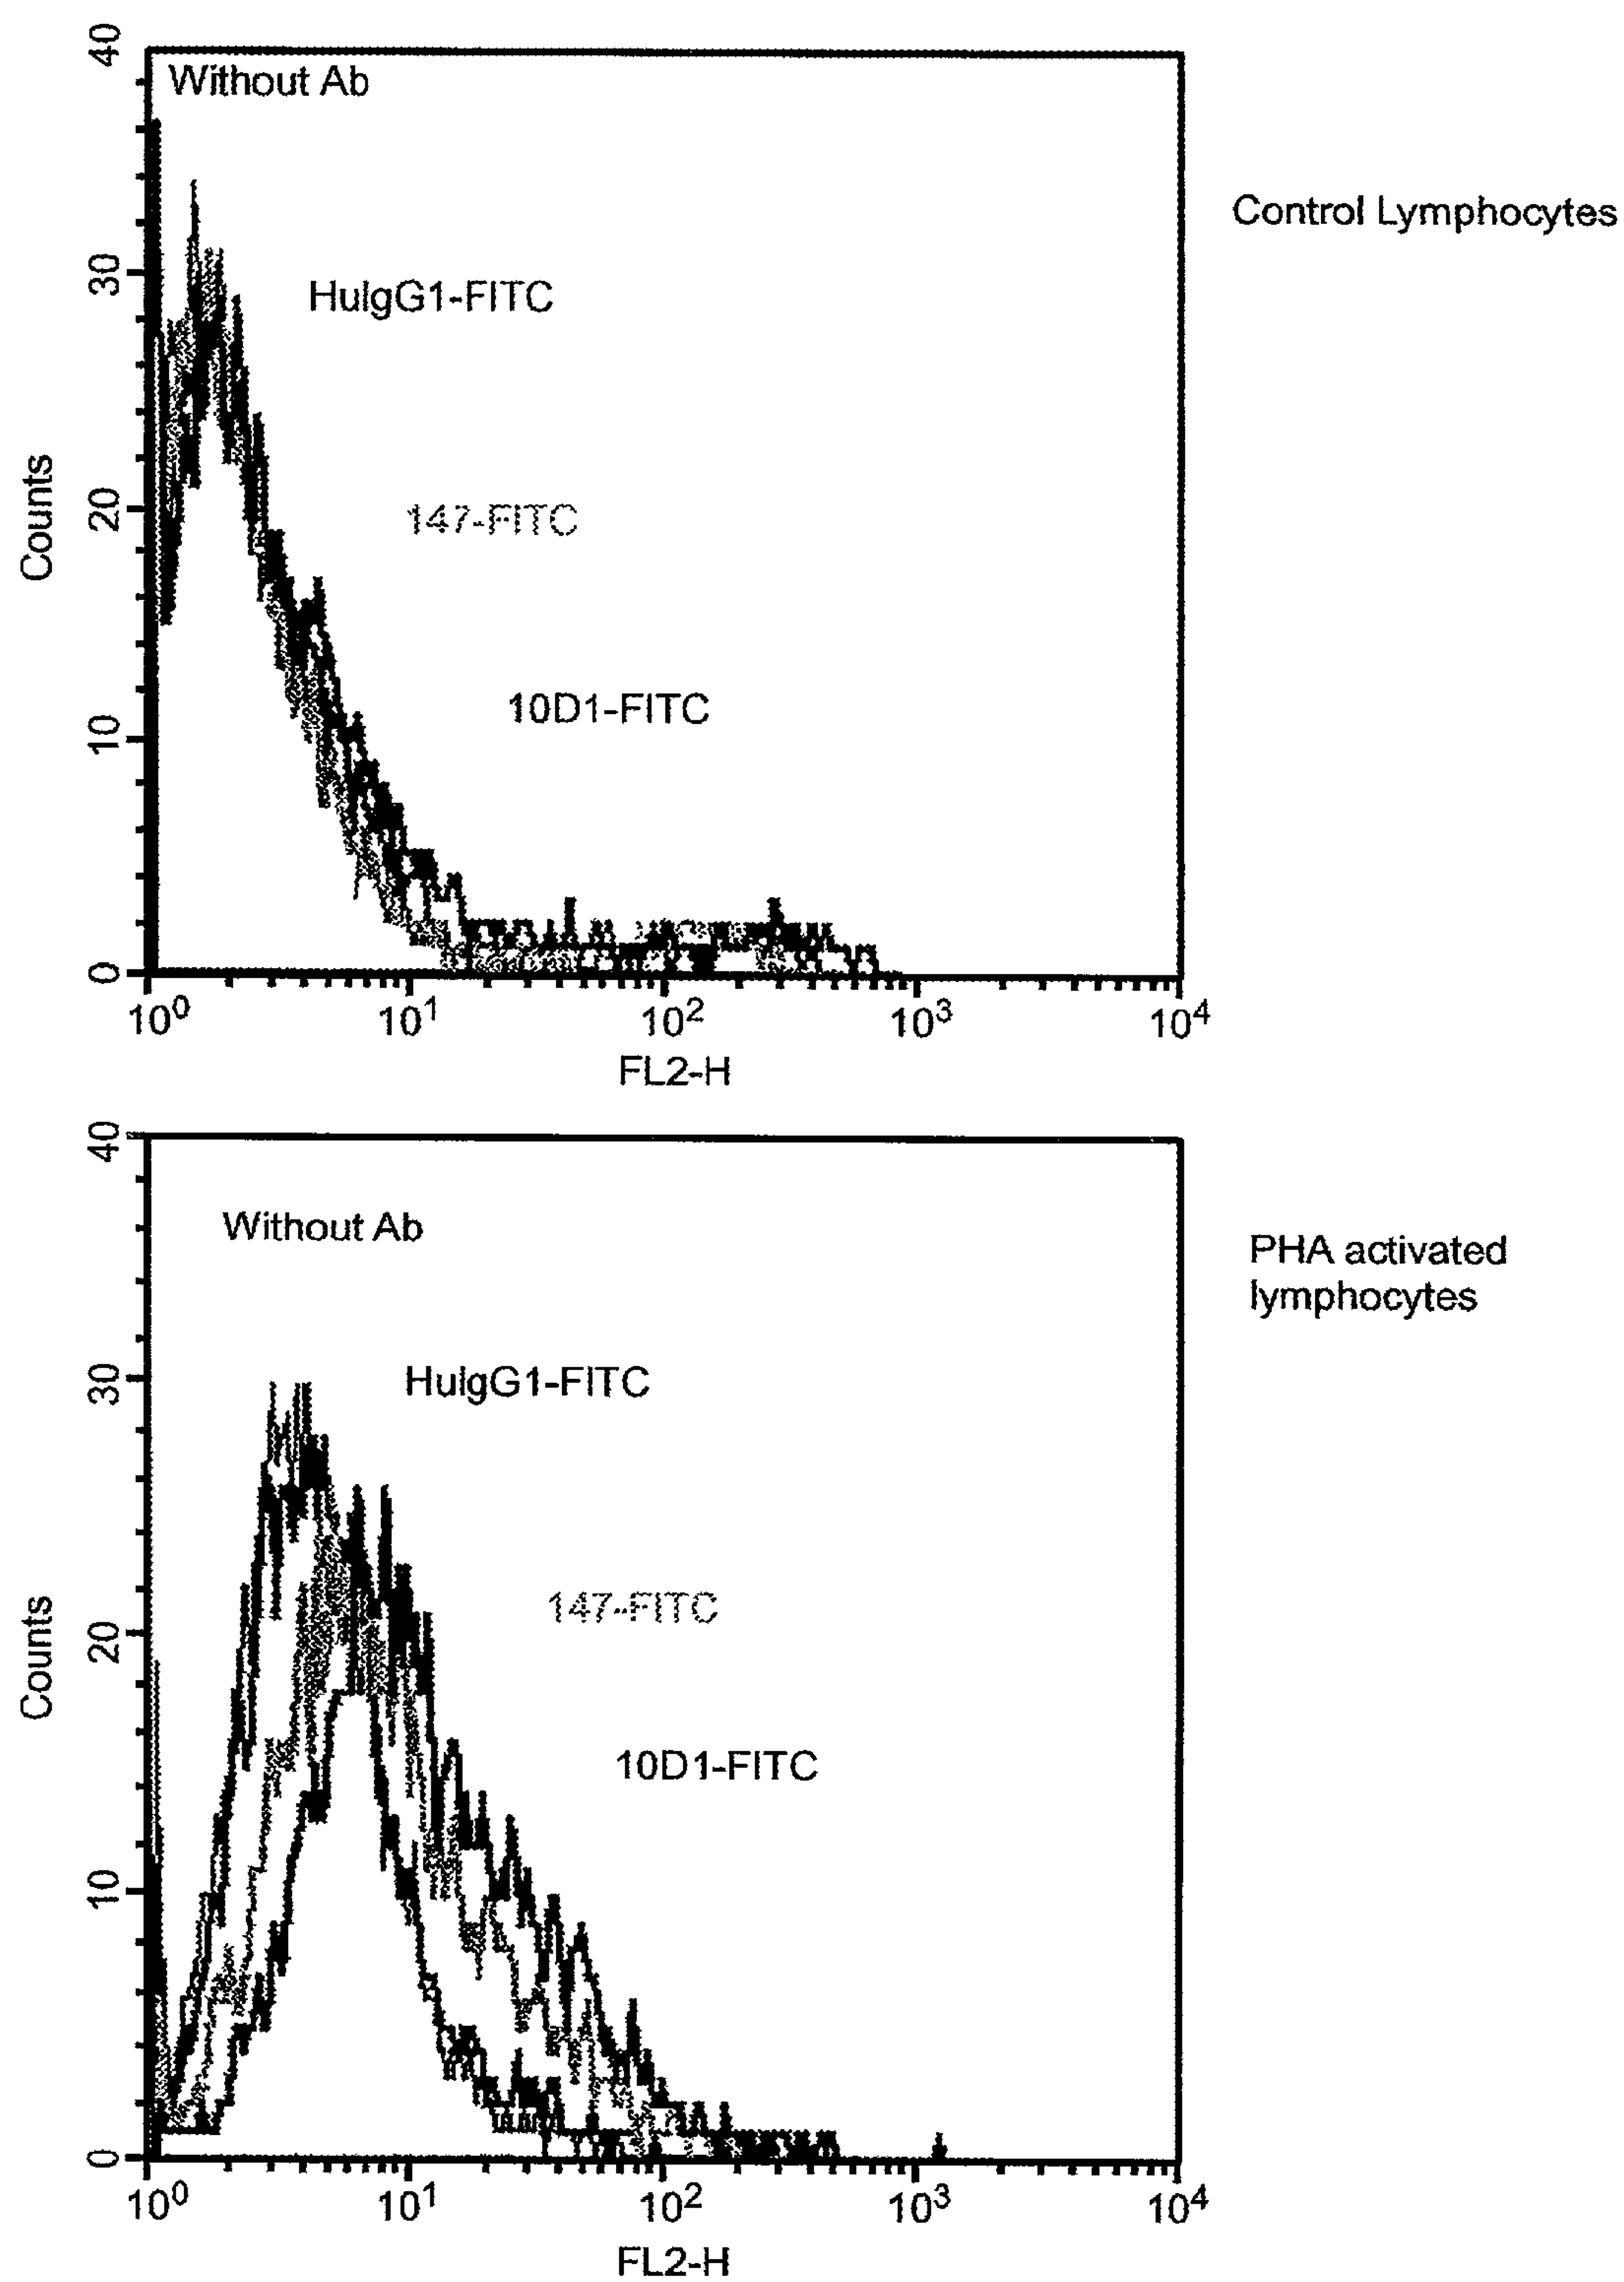 40
Without Ab
Control Lymphocytes
30
HuIgG1-FITC
147-FITC
20
Counts
10D1-FITC
10
0
10⁰ 10¹ 10² 10³ 10⁴
FL2-H
40
Without Ab
PHA activated
lymphocytes
30
HuIgG1-FITC
147-FITC
20
Counts
10D1-FITC
10
0
10⁰ 10¹ 10² 10³ 10⁴
FL2-H